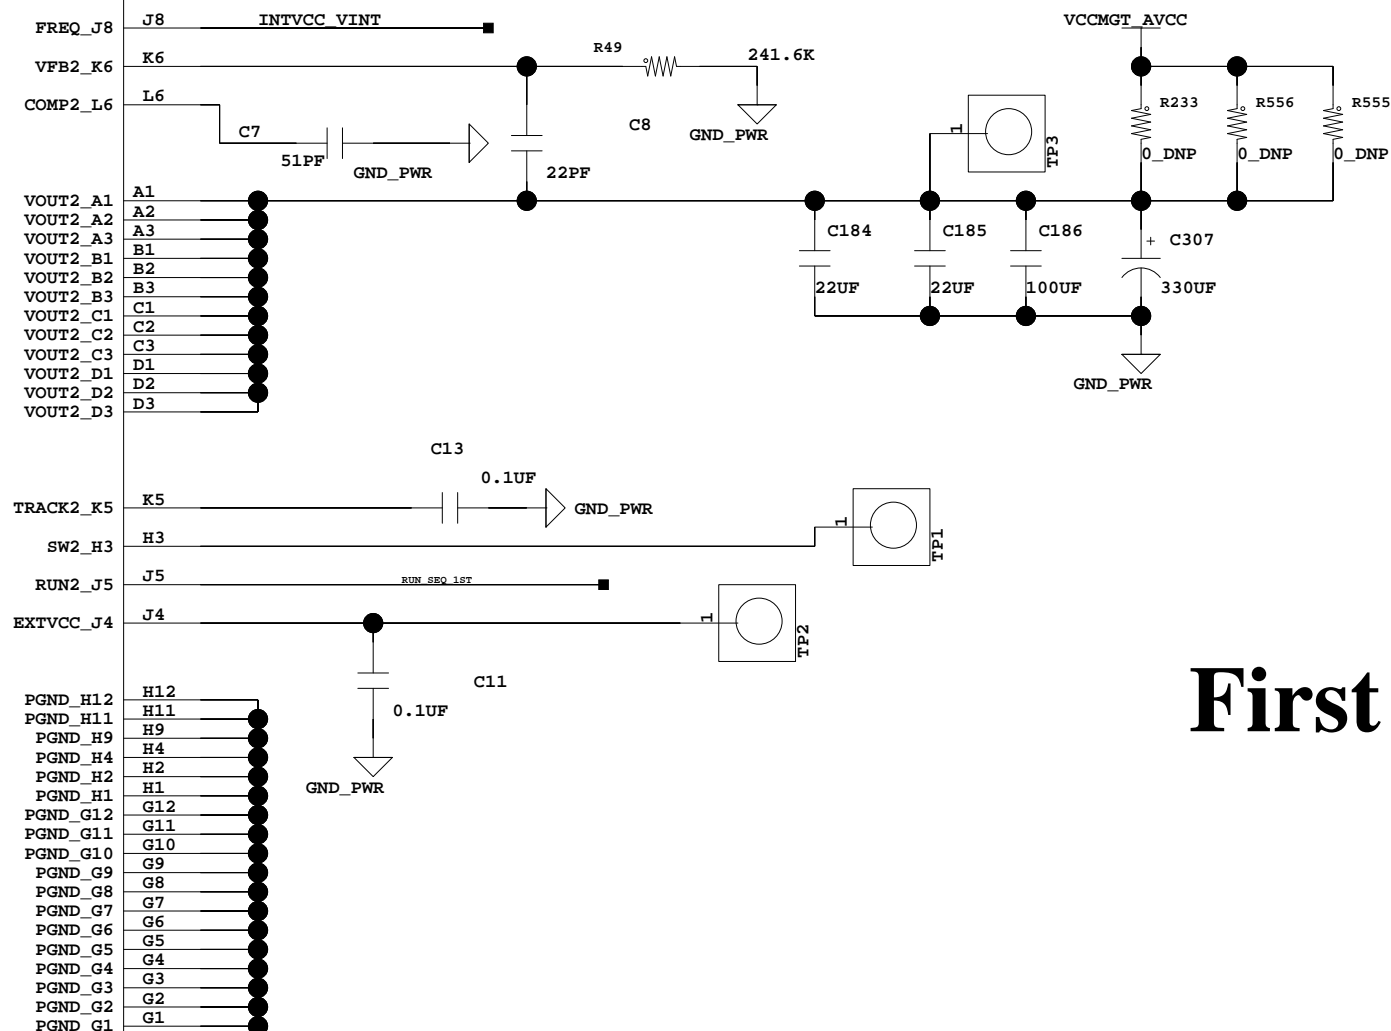 FREQ_J8 J8 INTVCC_VINT
VFB2_K6 K6 R49 241.6K
GND_PWR
COMP2_L6 L6
C7 51PF GND_PWR
C8 22PF
VCCMGT_AVCC
R233 R556 R555
0_DNP 0_DNP 0_DNP
1 TP3
VOUT2_A1 A1
VOUT2_A2 A2
VOUT2_A3 A3
VOUT2_B1 B1
VOUT2_B2 B2
VOUT2_B3 B3
VOUT2_C1 C1
VOUT2_C2 C2
VOUT2_C3 C3
VOUT2_D1 D1
VOUT2_D2 D2
VOUT2_D3 D3
C184 C185 C186 + C307
22UF 22UF 100UF 330UF
GND_PWR
C13
0.1UF
TRACK2_K5 K5 GND_PWR
SW2_H3 H3 1 TP1
RUN2_J5 J5 RUN_SEQ_1ST
EXTVCC_J4 J4 1 TP2
C11
0.1UF
GND_PWR
First
PGND_H12 H12
PGND_H11 H11
PGND_H9 H9
PGND_H4 H4
PGND_H2 H2
PGND_H1 H1
PGND_G12 G12
PGND_G11 G11
PGND_G10 G10
PGND_G9 G9
PGND_G8 G8
PGND_G7 G7
PGND_G6 G6
PGND_G5 G5
PGND_G4 G4
PGND_G3 G3
PGND_G2 G2
PGND_G1 G1